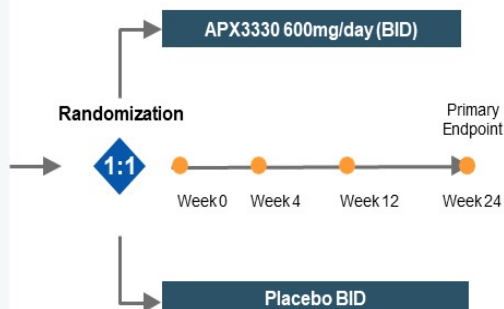 APX3330 600mg/day (BID)
Randomization
1:1
Primary
Endpoint
Week 0
Week 4
Week 12
Week 24
Placebo BID